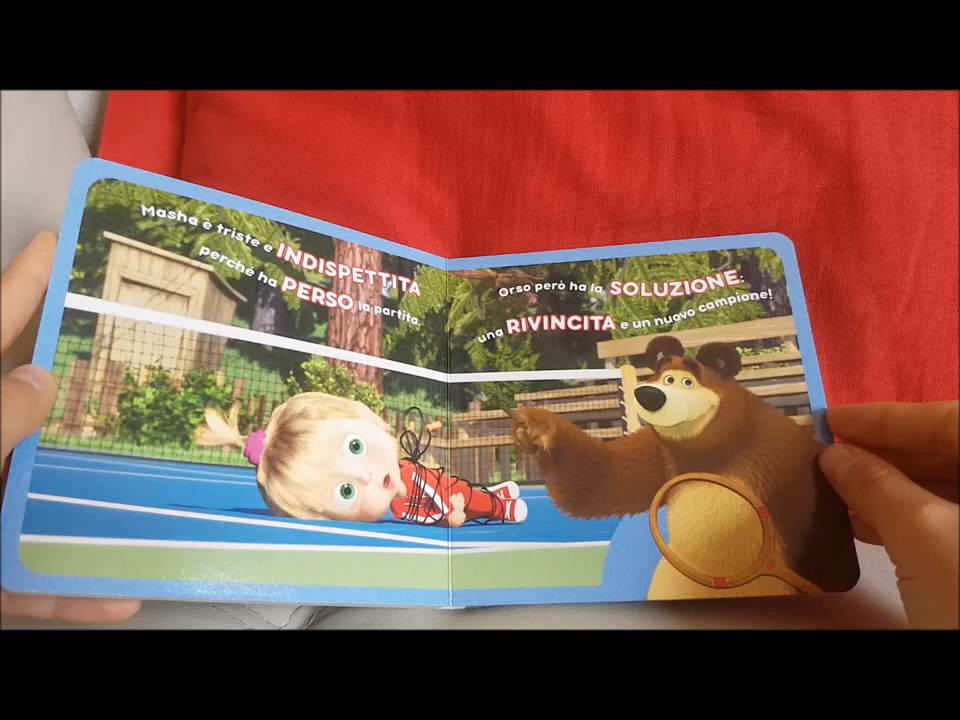 Masha è triste e INDISPETTITA
perché ha PERSO la partita.
Orso però ha la SOLUZIONE:
una RIVINCITA e un nuovo campione!